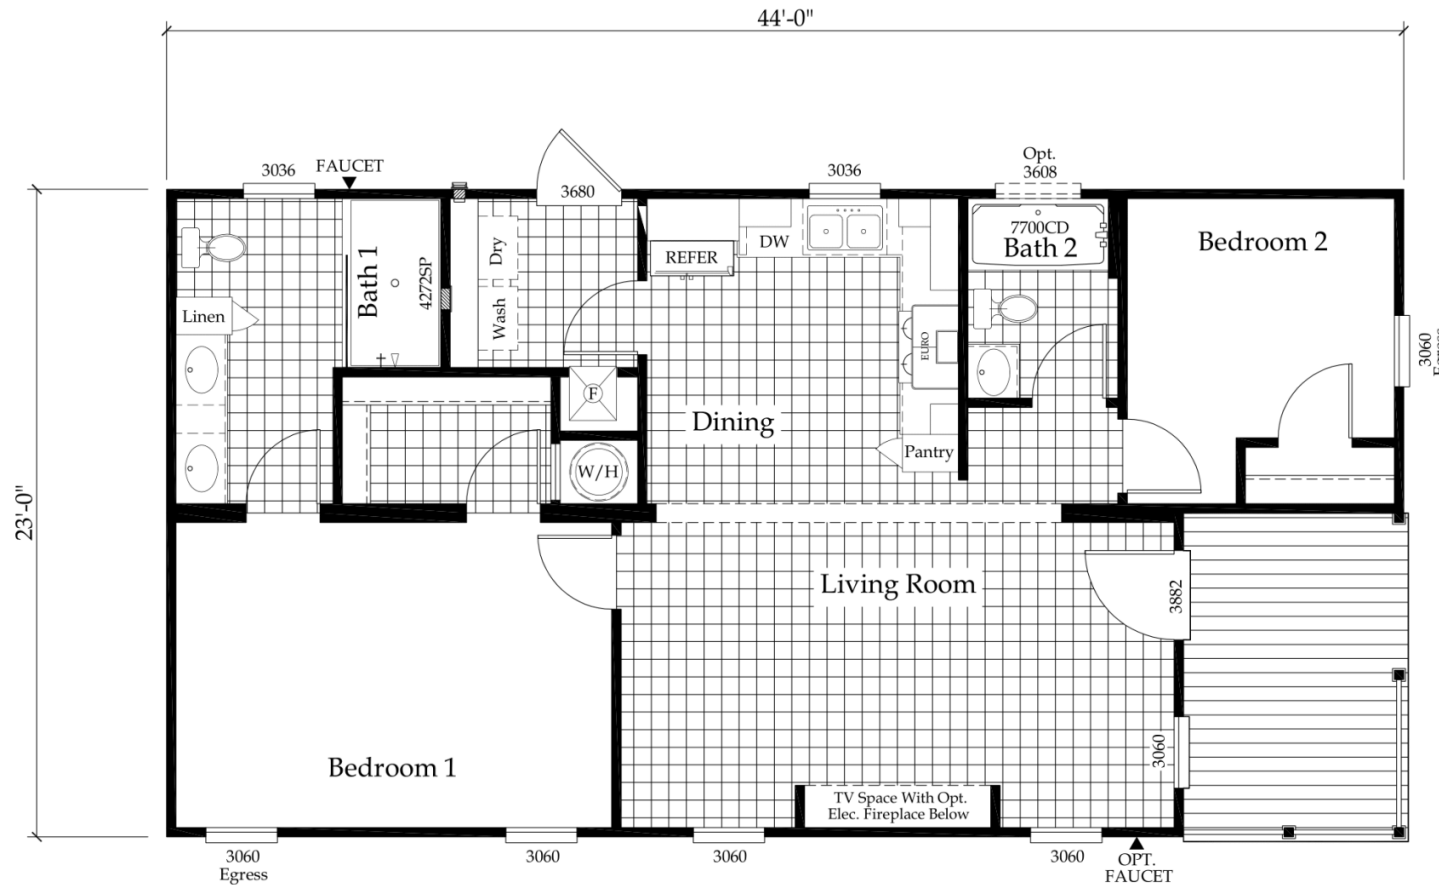 44'-0"
Opt.
3608
3036
FAUCET
3680
3036
7700CD
Bath 2
Bedroom 2
Dry
Bath 1
4272SP
REFER
DW
Linen
Wash
EURO
3060
Egress
F
Dining
Pantry
W/H
23'-0"
Living Room
3882
Bedroom 1
3060
TV Space With Opt.
Elec. Fireplace Below
3060
Egress
3060
3060
3060
OPT.
FAUCET